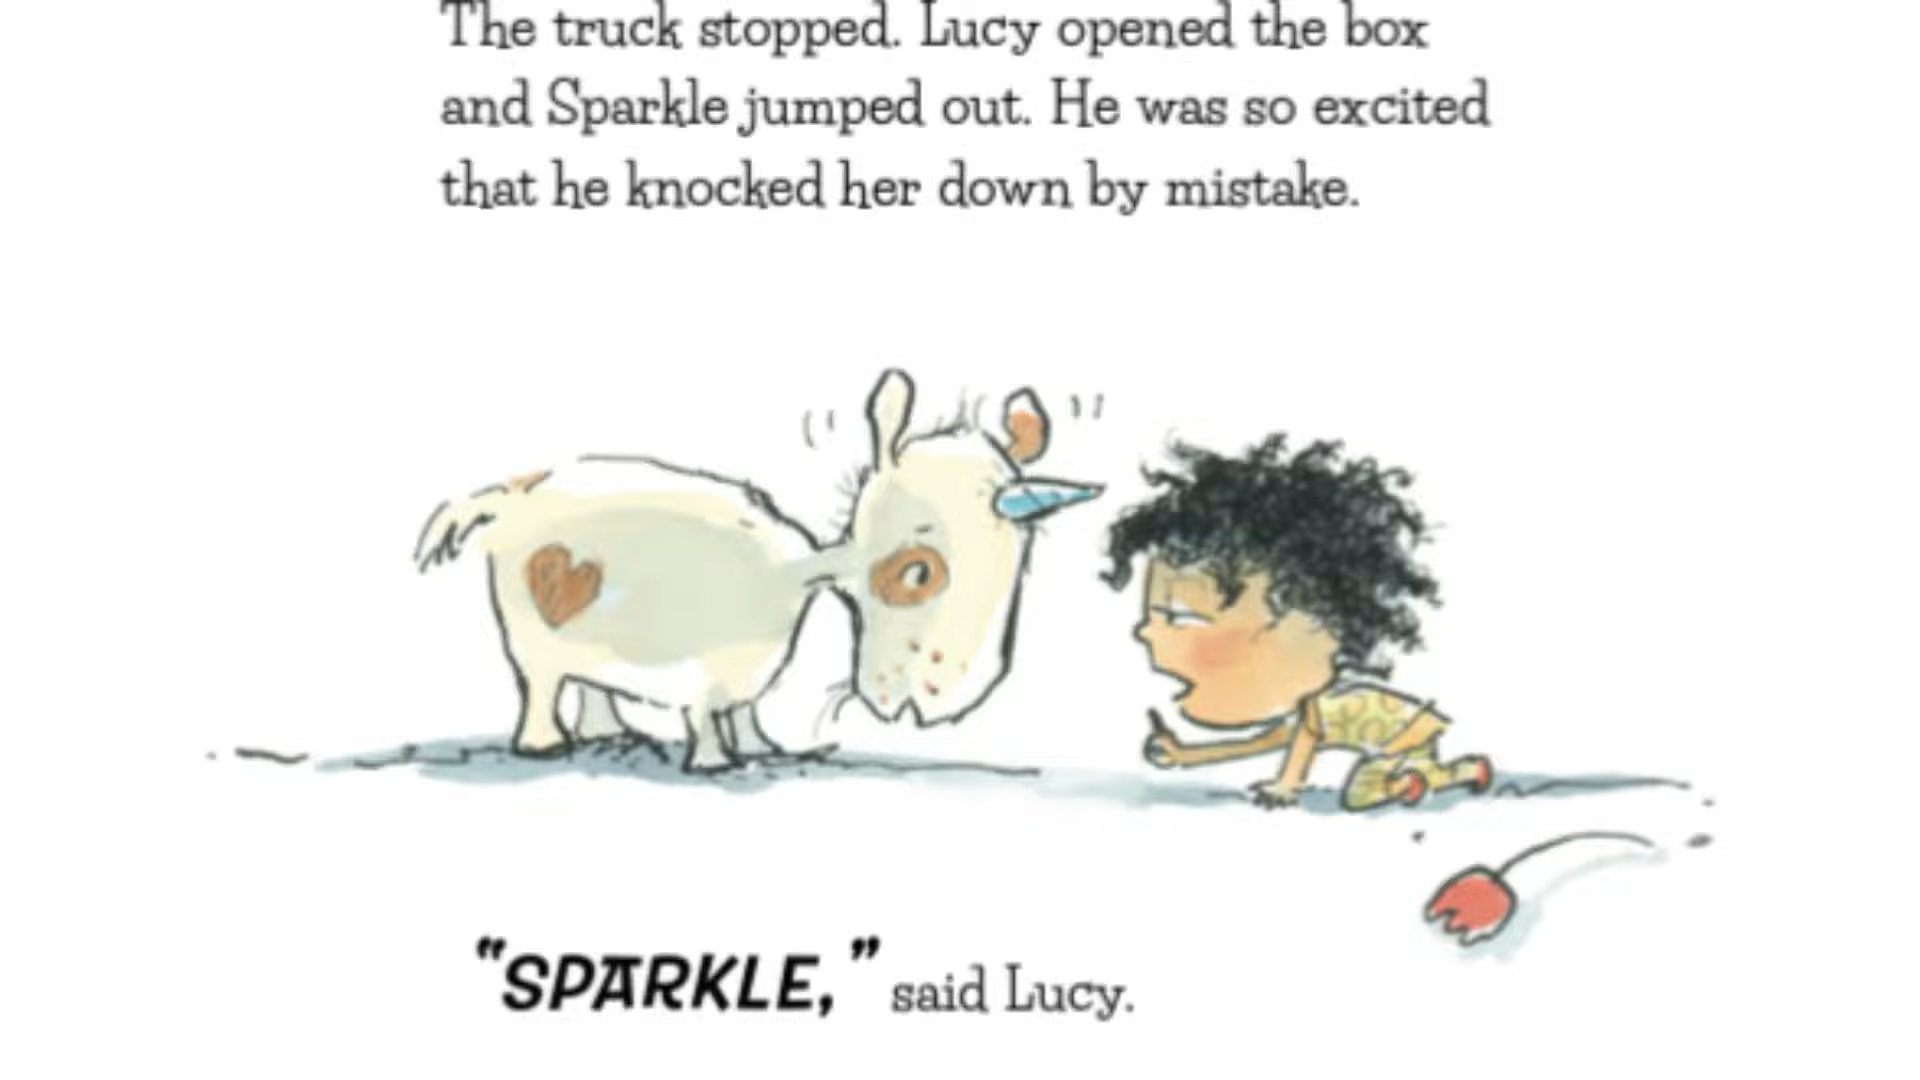 The truck stopped. Lucy opened the box
and Sparkle jumped out. He was so excited
that he knocked her down by mistake.
"SPARKLE," said Lucy.